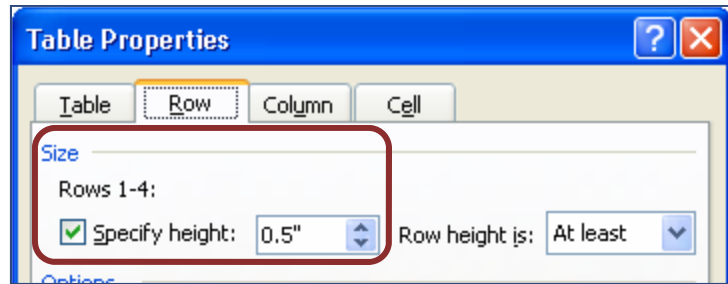 Table Properties ?
Table Row Column Cell
Size
Rows 1-4:
Specify height: 0.5" Row height is: At least
Options